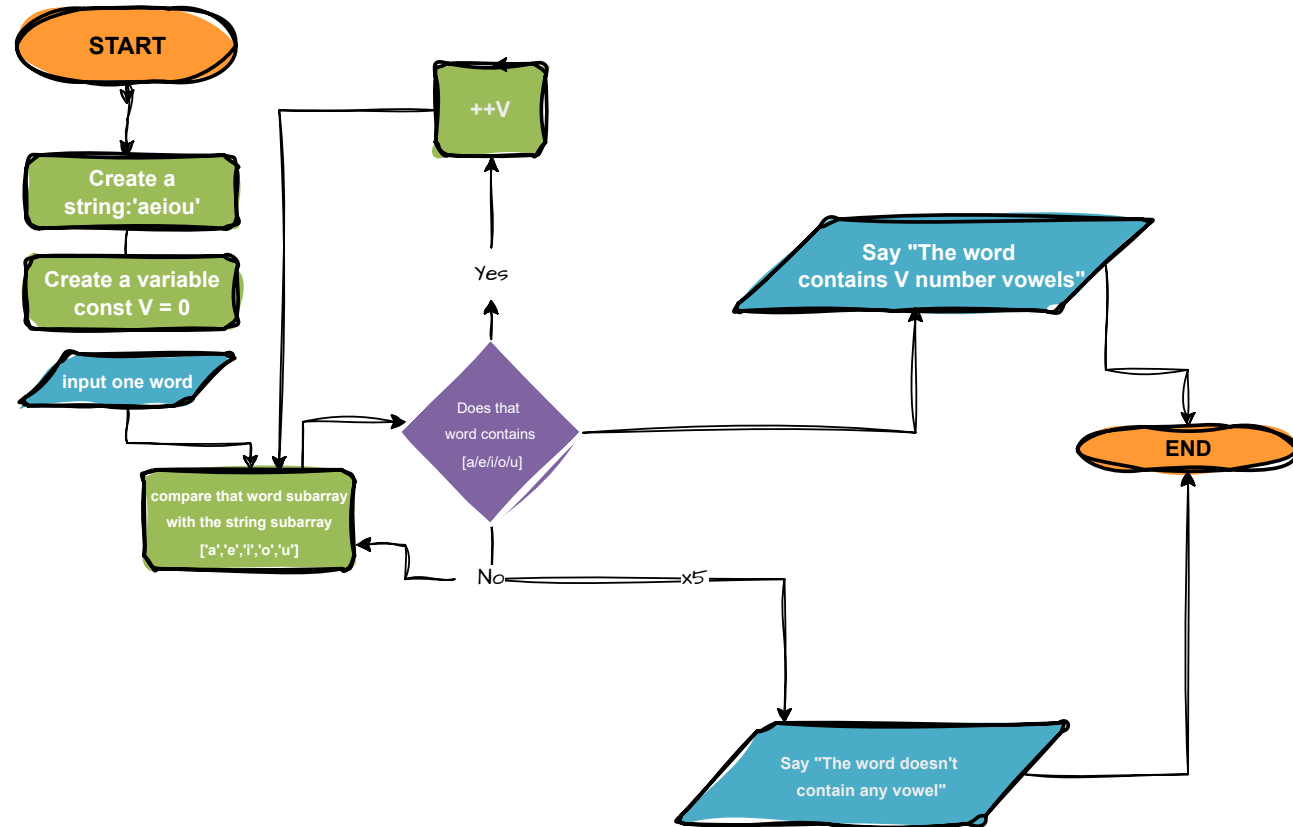 START
Create a
string:'aeiou'
Create a variable
const V = 0
input one word
compare that word subarray
with the string subarray
['a','e','i','o','u']
++V
Yes
Does that
word contains
[a/e/i/o/u]
No
x5
Say "The word
contains V number vowels"
END
Say "The word doesn't
contain any vowel"